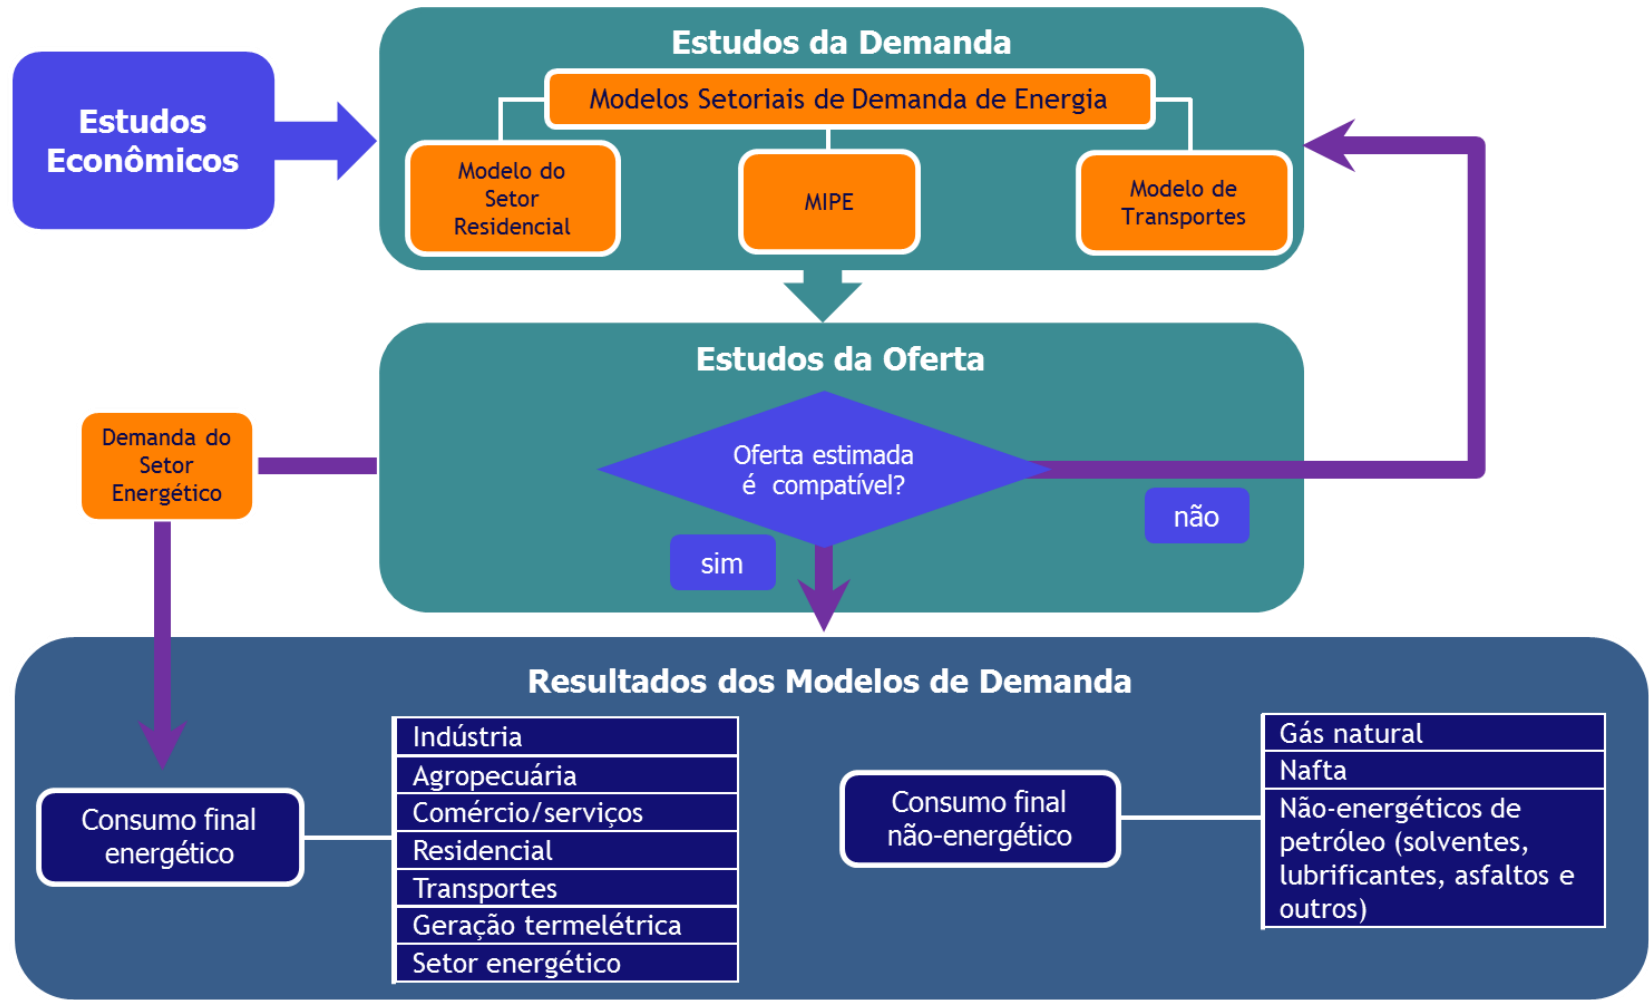 Estudos da Demanda
Estudos
Econômicos
Modelos Setoriais de Demanda de Energia
Modelo do
Setor
Residencial
MIPE
Modelo de
Transportes
Estudos da Oferta
Demanda do
Setor
Energético
Oferta estimada
é compatível?
não
sim
Resultados dos Modelos de Demanda
Consumo final
energético
Indústria
Agropecuária
Comércio/serviços
Residencial
Transportes
Geração termelétrica
Setor energético
Consumo final
não-energético
Gás natural
Nafta
Não-energéticos de
petróleo (solventes,
lubrificantes, asfaltos e
outros)